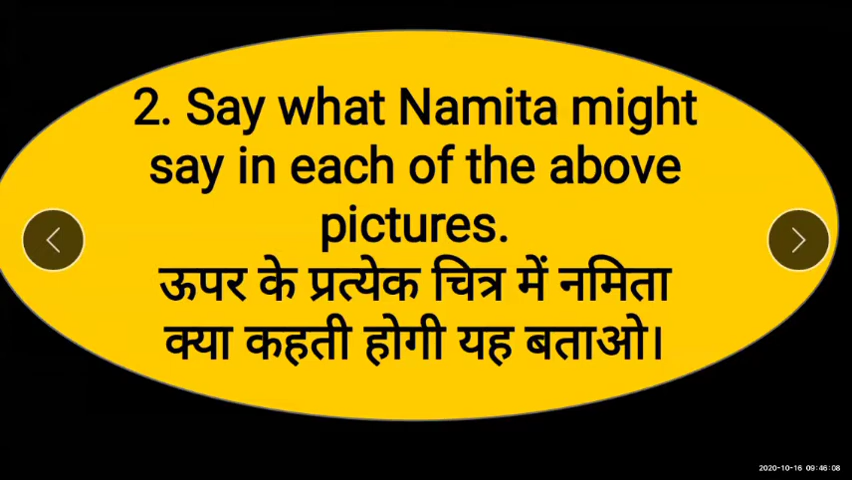 2. Say what Namita might
say in each of the above
pictures.
ऊपर के प्रत्येक चित्र में नमिता
क्या कहती होगी यह बताओ।
2020-10-16 09:46:08